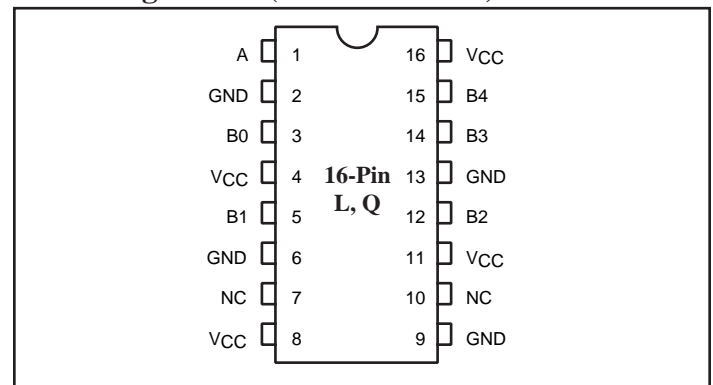 A 1 16 VCC
GND 2 15 B4
B0 3 14 B3
VCC 4 16-Pin 13 GND
L, Q
B1 5 12 B2
GND 6 11 VCC
NC 7 10 NC
VCC 8 9 GND